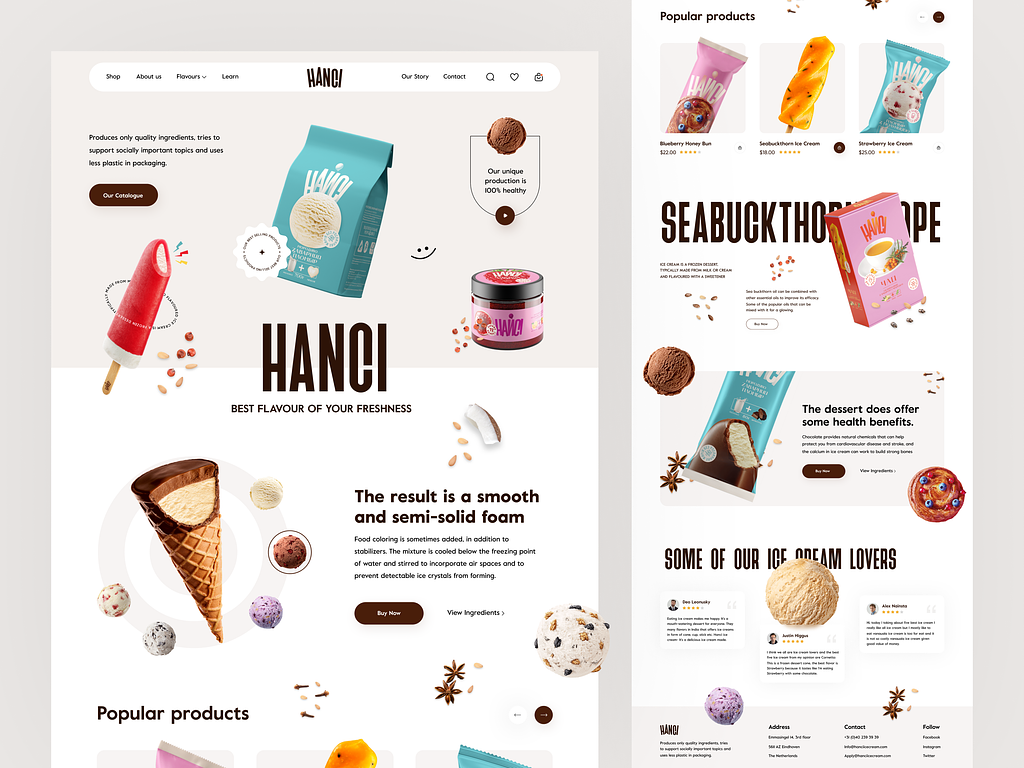 Shop
About us
Flavours
Learn
HANCI
Our Story
Contact
Produces only quality ingredients, tries to
support socially important topics and uses
less plastic in packaging.
Our Catalogue
HANCI
Our unique
production is
100% healthy
HANCI
HANCI
BEST FLAVOUR OF YOUR FRESHNESS
The result is a smooth
and semi-solid foam
Food coloring is sometimes added, in addition to
stabilizers. The mixture is cooled below the freezing point
of water and stirred to incorporate air spaces and to
prevent detectable ice crystals from forming.
Buy Now
View Ingredients
Popular products
Popular products
HANCI
HANCI
Blueberry Honey Bun
$22.00
Seabuckthorn Ice Cream
$18.00
Strawberry Ice Cream
$25.00
SEABUCKTHORN
OPE
HANCI
ICE CREAM IS A FROZEN DESSERT,
TYPICALLY MADE FROM MILK OR CREAM
AND FLAVOURED WITH A SWEETENER
Sea buckthorn oil can be combined with
other essential oils to improve its efficacy
Some of the popular oils that can be
mixed with it for a glowing
Buy Now
The dessert does offer
some health benefits.
Chocolate provides natural chemicals that can help
protect you from cardiovascular disease and stroke, and
the calcium in ice cream can work to build strong bones
Buy Now
View Ingredients
SOME OF OUR ICE CREAM LOVERS
Dea Leonusky
Eating ice cream makes me happy. It's a
mouth-watering dessert for everyone. They
many flavors in India that offers ice creams
in form of cone, cup, stick etc. Hanci ice
cream: It's a delicious ice cream made.
Justin Higgus
I think we all are ice cream lovers and the best
five ice cream from my opinion are Cornetto:
This is a frozen dessert cone, the best flavor is
Strawberry because it tastes like I'm eating
Strawberry with some chocolate.
Alex Nainsta
Hi, today I talking about five best ice cream I
really like all ice cream but I mostly like to
eat vanaula ice cream is too far eat and it
is not so costly vanaula ice cream given
good value of money
HANCI
Produces only quality ingredients, tries
to support socially important topics and
uses less plastic in packaging.
Address
Emmasingel 14, 3rd floor
5611 AZ Eindhoven
The Netherlands
Contact
+31 (0)40 239 39 39
info@hancicecream.com
Apply@hancicecream.com
Follow
Facebook
Instagram
Twitter